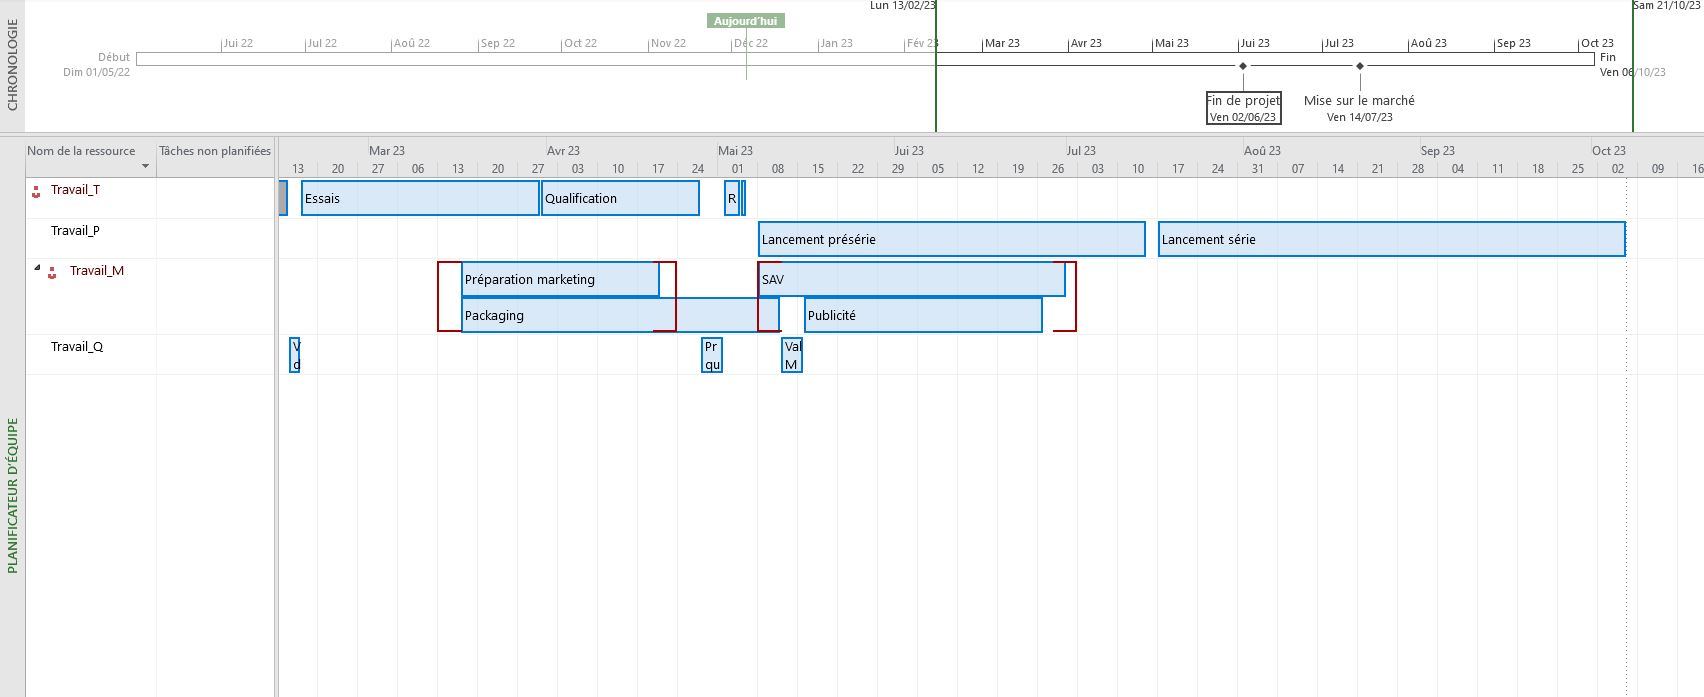 Lun 13/02/23
Sam 21/10/23
Aujourd'hui
Jui 22 Jul 22 Aoû 22 Sep 22 Oct 22 Nov 22 Déc 22 Jan 23 Fév 23 Mar 23 Avr 23 Mai 23 Jui 23 Jul 23 Aoû 23 Sep 23 Oct 23
Début
Dim 01/05/22
Fin
Ven 06/10/23
Fin de projet
Ven 02/06/23
Mise sur le marché
Ven 14/07/23
CHRONOLOGIE
Nom de la ressource
Tâches non planifiées
Mar 23 Avr 23 Mai 23 Jui 23 Jul 23 Aoû 23 Sep 23 Oct 23
13 20 27 06 13 20 27 03 10 17 24 01 08 15 22 29 05 12 19 26 03 10 17 24 31 07 14 21 28 04 11 18 25 02 09 16
Travail_T
Essais
Qualification
R
Travail_P
Lancement présérie
Lancement série
Travail_M
Préparation marketing
SAV
Packaging
Publicité
Travail_Q
V
d
Pr
qu
Val
M
PLANIFICATEUR D'ÉQUIPE